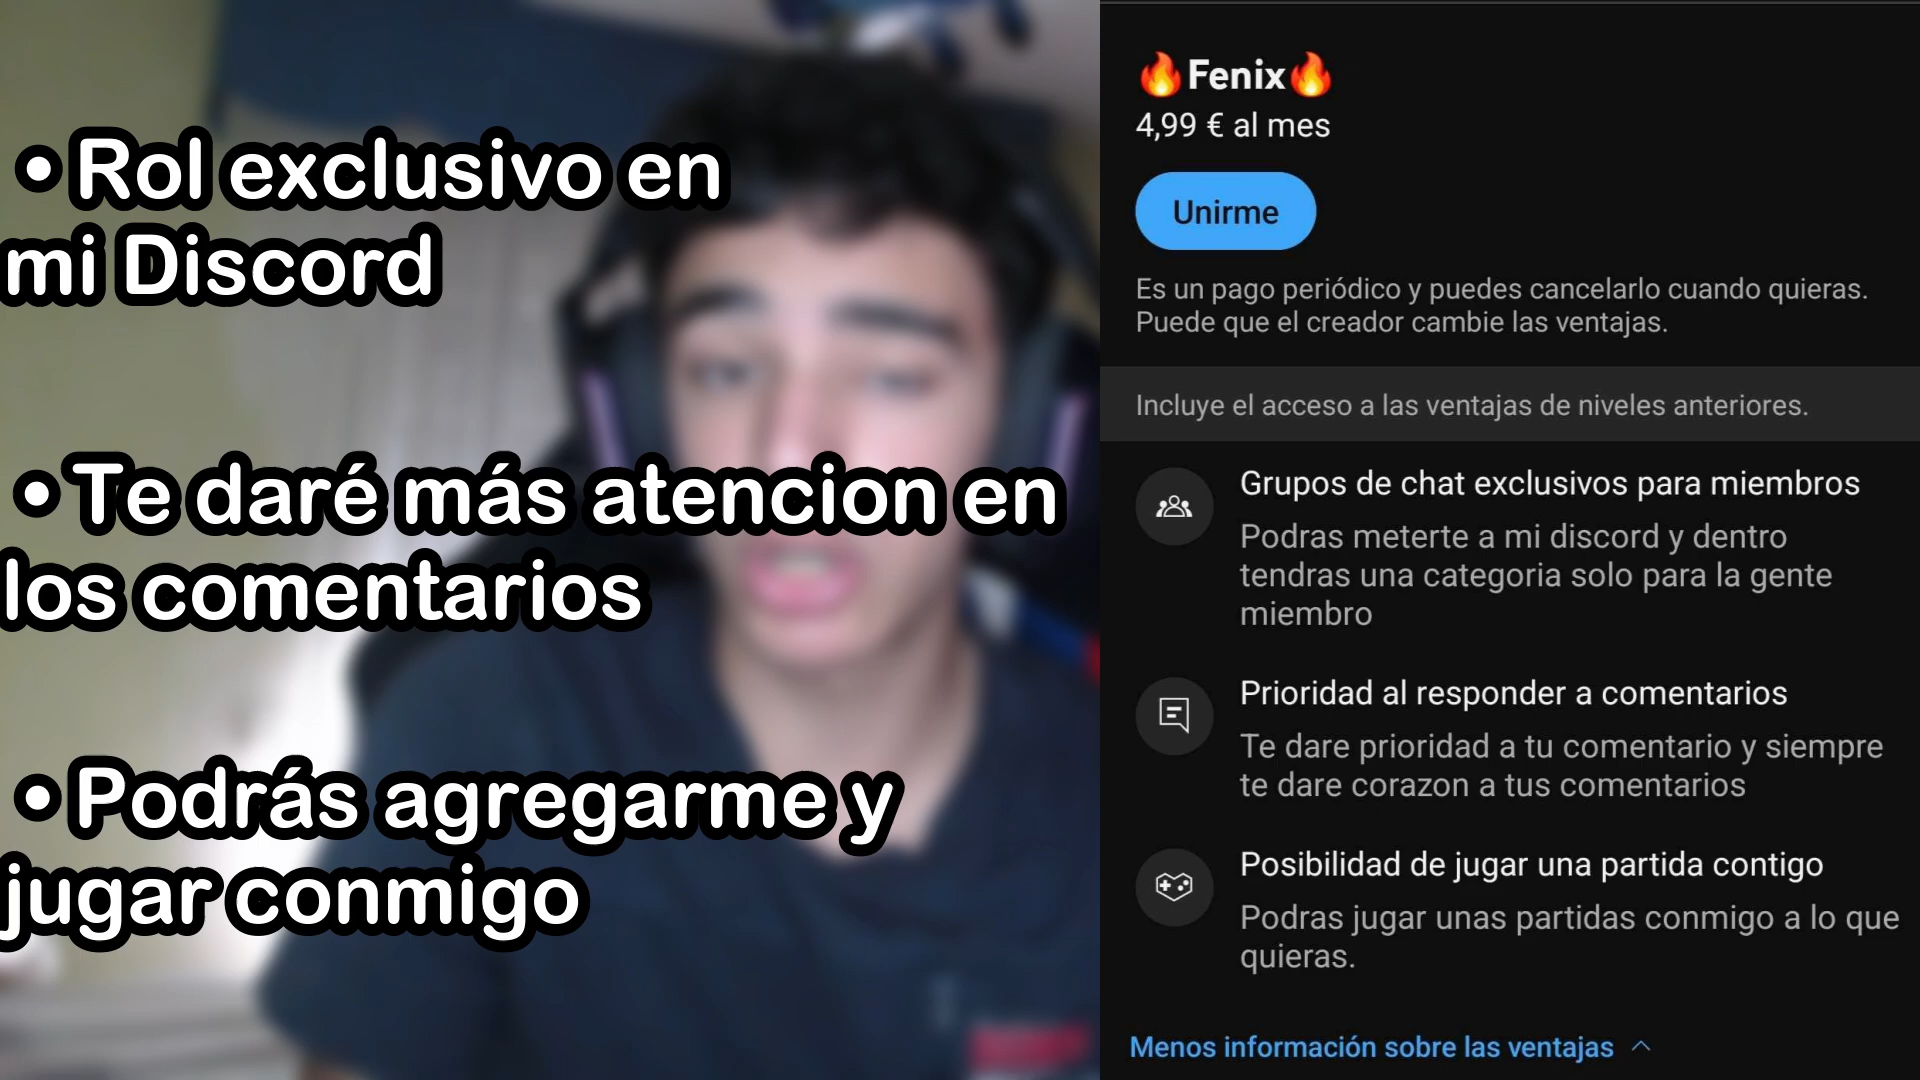 •Rol exclusivo en
mi Discord
•Te daré más atencion en
los comentarios
•Podrás agregarme y
jugar conmigo
🔥Fenix🔥
4,99 € al mes
Unirme
Es un pago periódico y puedes cancelarlo cuando quieras.
Puede que el creador cambie las ventajas.
Incluye el acceso a las ventajas de niveles anteriores.
Grupos de chat exclusivos para miembros
Podras meterte a mi discord y dentro
tendras una categoria solo para la gente
miembro
Prioridad al responder a comentarios
Te dare prioridad a tu comentario y siempre
te dare corazon a tus comentarios
Posibilidad de jugar una partida contigo
Podras jugar unas partidas conmigo a lo que
quieras.
Menos información sobre las ventajas